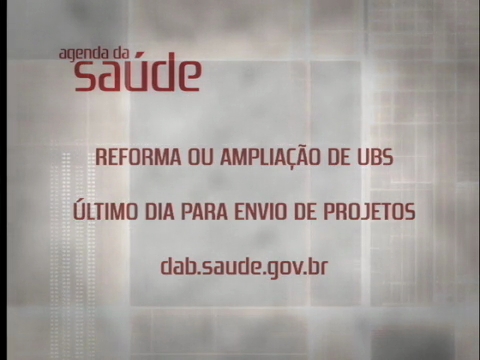 agenda da
saúde
REFORMA OU AMPLIAÇÃO DE UBS
ÚLTIMO DIA PARA ENVIO DE PROJETOS
dab.saude.gov.br